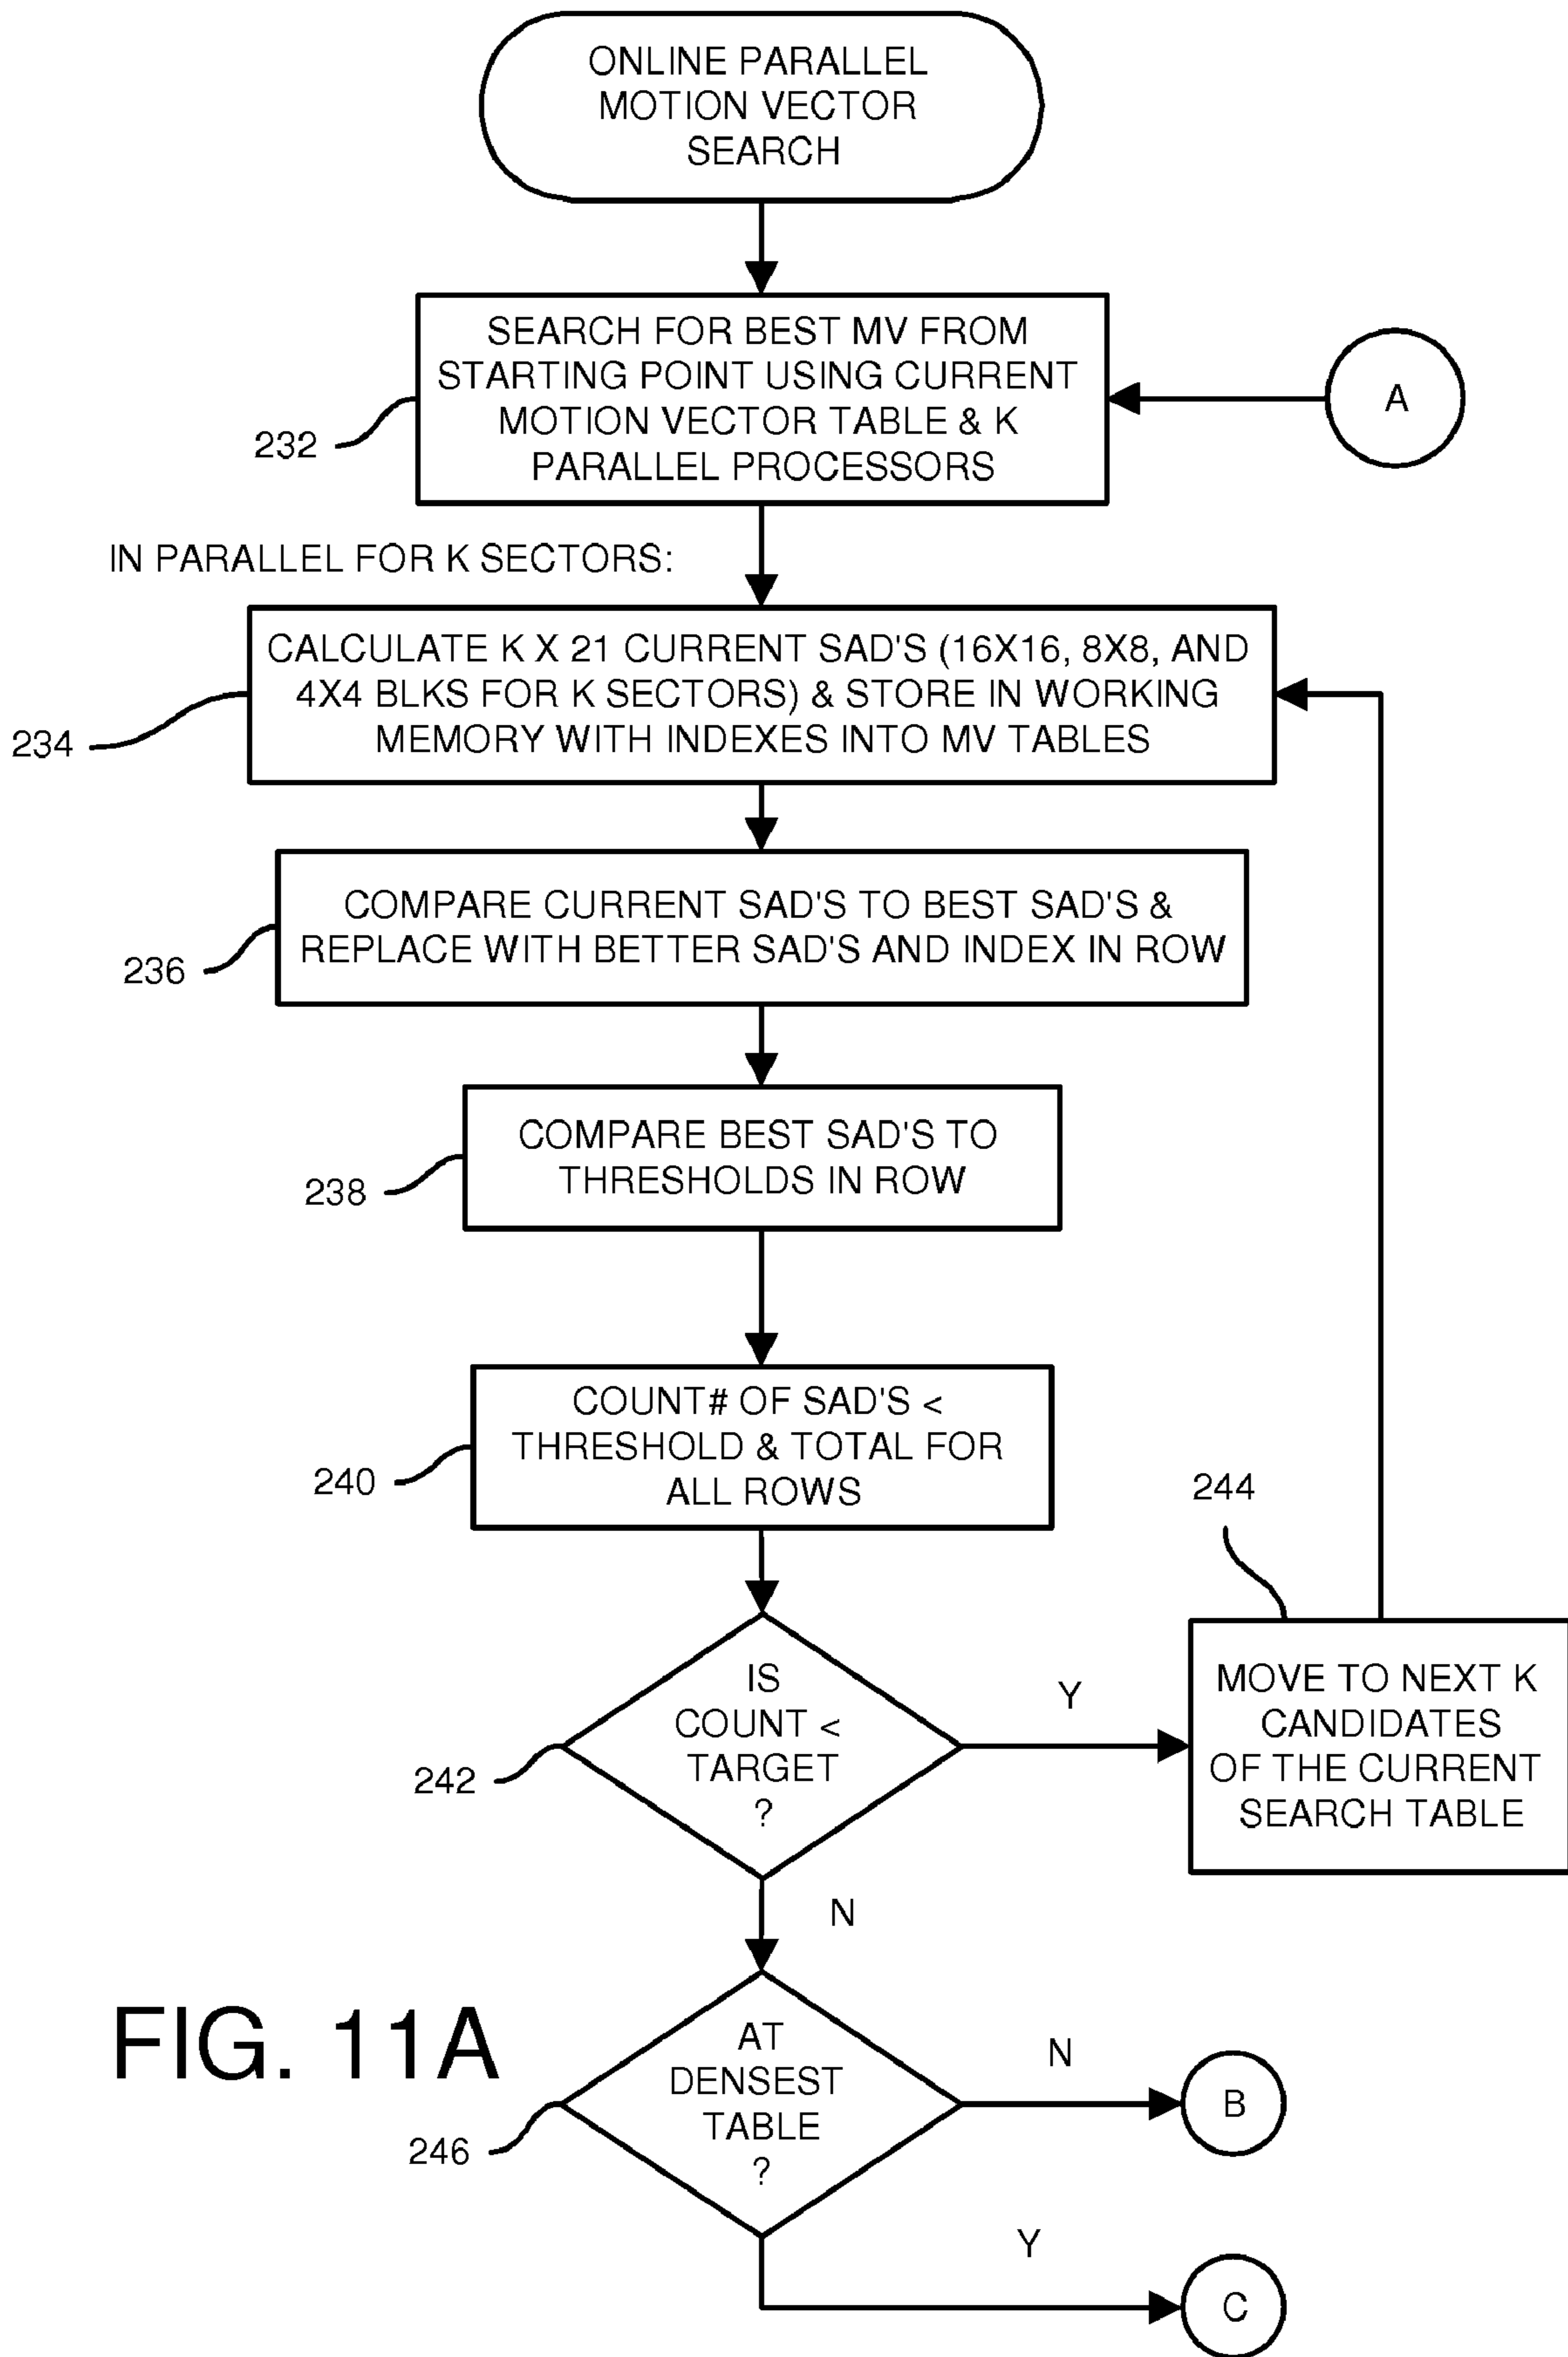 ONLINE PARALLEL
MOTION VECTOR
SEARCH
SEARCH FOR BEST MV FROM
STARTING POINT USING CURRENT
MOTION VECTOR TABLE & K
PARALLEL PROCESSORS
A
232
IN PARALLEL FOR K SECTORS:
CALCULATE K X 21 CURRENT SAD'S (16X16, 8X8, AND
4X4 BLKS FOR K SECTORS) & STORE IN WORKING
MEMORY WITH INDEXES INTO MV TABLES
234
COMPARE CURRENT SAD'S TO BEST SAD'S &
REPLACE WITH BETTER SAD'S AND INDEX IN ROW
236
COMPARE BEST SAD'S TO
THRESHOLDS IN ROW
238
COUNT# OF SAD'S <
THRESHOLD & TOTAL FOR
ALL ROWS
240
244
IS
COUNT <
TARGET
?
242
Y
MOVE TO NEXT K
CANDIDATES
OF THE CURRENT
SEARCH TABLE
N
FIG. 11A
AT
DENSEST
TABLE
?
246
N
B
Y
C